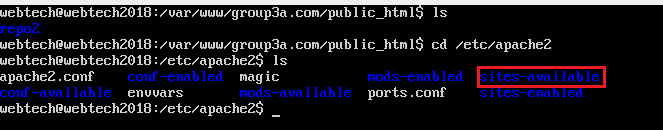 webtech@webtech2018:/var/www/group3a.com/public_html$ ls
repo2
webtech@webtech2018:/var/www/group3a.com/public_html$ cd /etc/apache2
webtech@webtech2018:/etc/apache2$ ls
apache2.conf conf-enabled magic mods-enabled sites-available
conf-available envvars mods-available ports.conf sites-enabled
webtech@webtech2018:/etc/apache2$ _